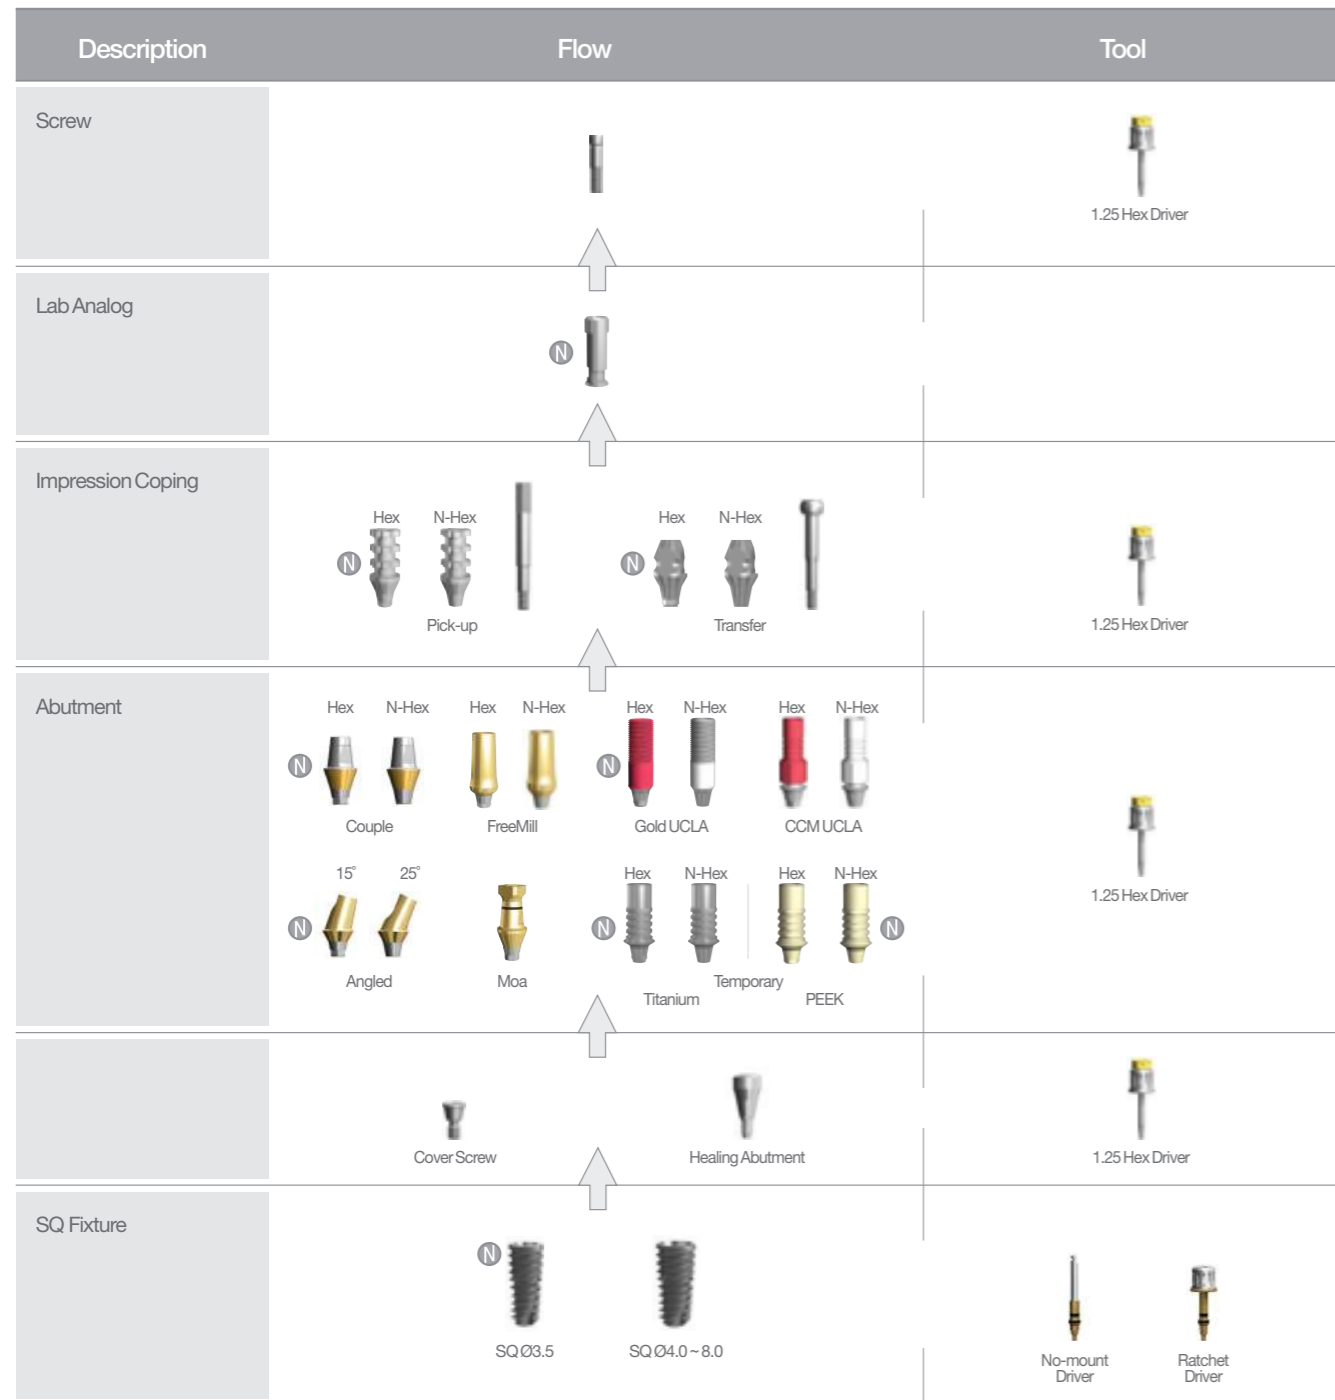 Description Flow Tool
Screw
1.25 Hex Driver
Lab Analog
N
Impression Coping
Hex N-Hex Hex N-Hex
N N
Pick-up Transfer
1.25 Hex Driver
Abutment
Hex N-Hex Hex N-Hex Hex N-Hex Hex N-Hex
N N
Couple FreeMill Gold UCLA CCM UCLA
15° 25° Hex N-Hex Hex N-Hex
1.25 Hex Driver
N N N
Angled Moa Temporary
Titanium PEEK
Cover Screw Healing Abutment 1.25 Hex Driver
SQ Fixture
N
SQ Ø3.5 SQ Ø4.0 ~ 8.0
No-mount Ratchet
Driver Driver